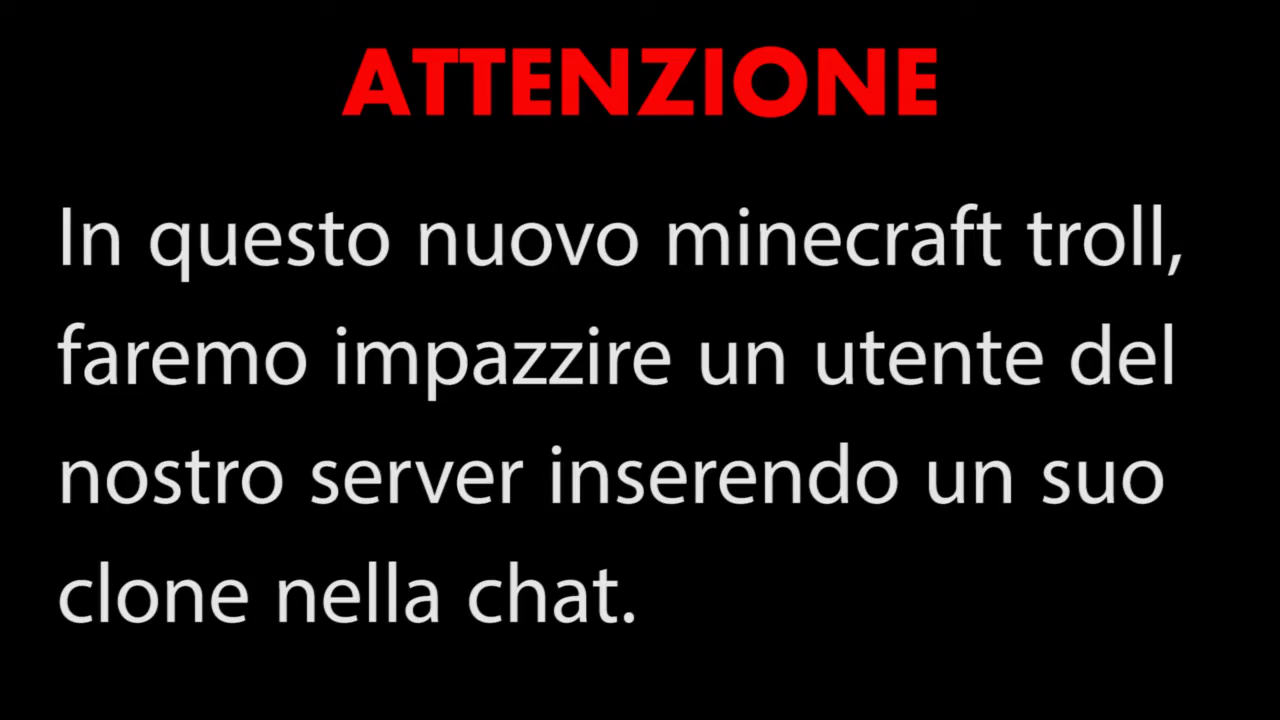 ATTENZIONE
In questo nuovo minecraft troll,
faremo impazzire un utente del
nostro server inserendo un suo
clone nella chat.